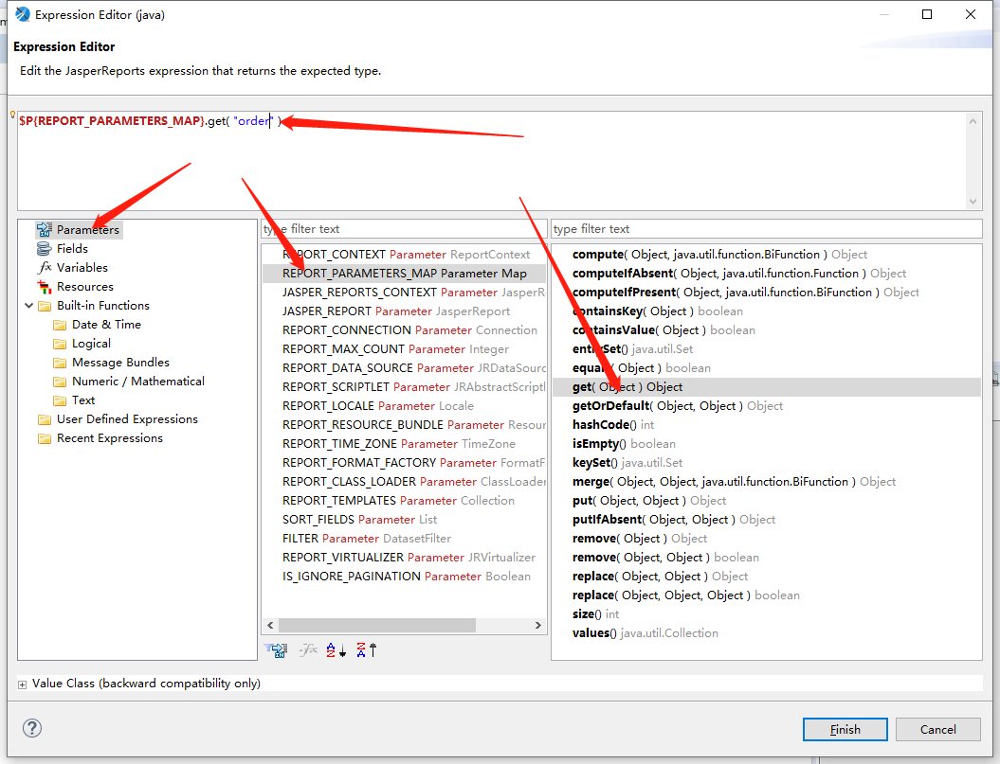 Expression Editor (java)
Expression Editor
Edit the JasperReports expression that returns the expected type.
$P{REPORT_PARAMETERS_MAP}.get( "order" )
Parameters
Fields
Variables
Resources
Built-in Functions
Date & Time
Logical
Message Bundles
Numeric / Mathematical
Text
User Defined Expressions
Recent Expressions
type filter text
REPORT_CONTEXT Parameter ReportContext
REPORT_PARAMETERS_MAP Parameter Map
JASPER_REPORTS_CONTEXT Parameter JasperR
JASPER_REPORT Parameter JasperReport
REPORT_CONNECTION Parameter Connection
REPORT_MAX_COUNT Parameter Integer
REPORT_DATA_SOURCE Parameter JRDataSourc
REPORT_SCRIPTLET Parameter JRAbstractScriptl
REPORT_LOCALE Parameter Locale
REPORT_RESOURCE_BUNDLE Parameter Resour
REPORT_TIME_ZONE Parameter TimeZone
REPORT_FORMAT_FACTORY Parameter FormatF
REPORT_CLASS_LOADER Parameter ClassLoader
REPORT_TEMPLATES Parameter Collection
SORT_FIELDS Parameter List
FILTER Parameter DatasetFilter
REPORT_VIRTUALIZER Parameter JRVirtualizer
IS_IGNORE_PAGINATION Parameter Boolean
type filter text
compute( Object, java.util.function.BiFunction ) Object
computeIfAbsent( Object, java.util.function.Function ) Object
computeIfPresent( Object, java.util.function.BiFunction ) Object
containsKey( Object ) boolean
containsValue( Object ) boolean
entrySet() java.util.Set
equals( Object ) boolean
get( Object ) Object
getOrDefault( Object, Object ) Object
hashCode() int
isEmpty() boolean
keySet() java.util.Set
merge( Object, Object, java.util.function.BiFunction ) Object
put( Object, Object ) Object
putIfAbsent( Object, Object ) Object
remove( Object ) Object
remove( Object, Object ) boolean
replace( Object, Object ) Object
replace( Object, Object, Object ) boolean
size() int
values() java.util.Collection
Value Class (backward compatibility only)
Finish
Cancel